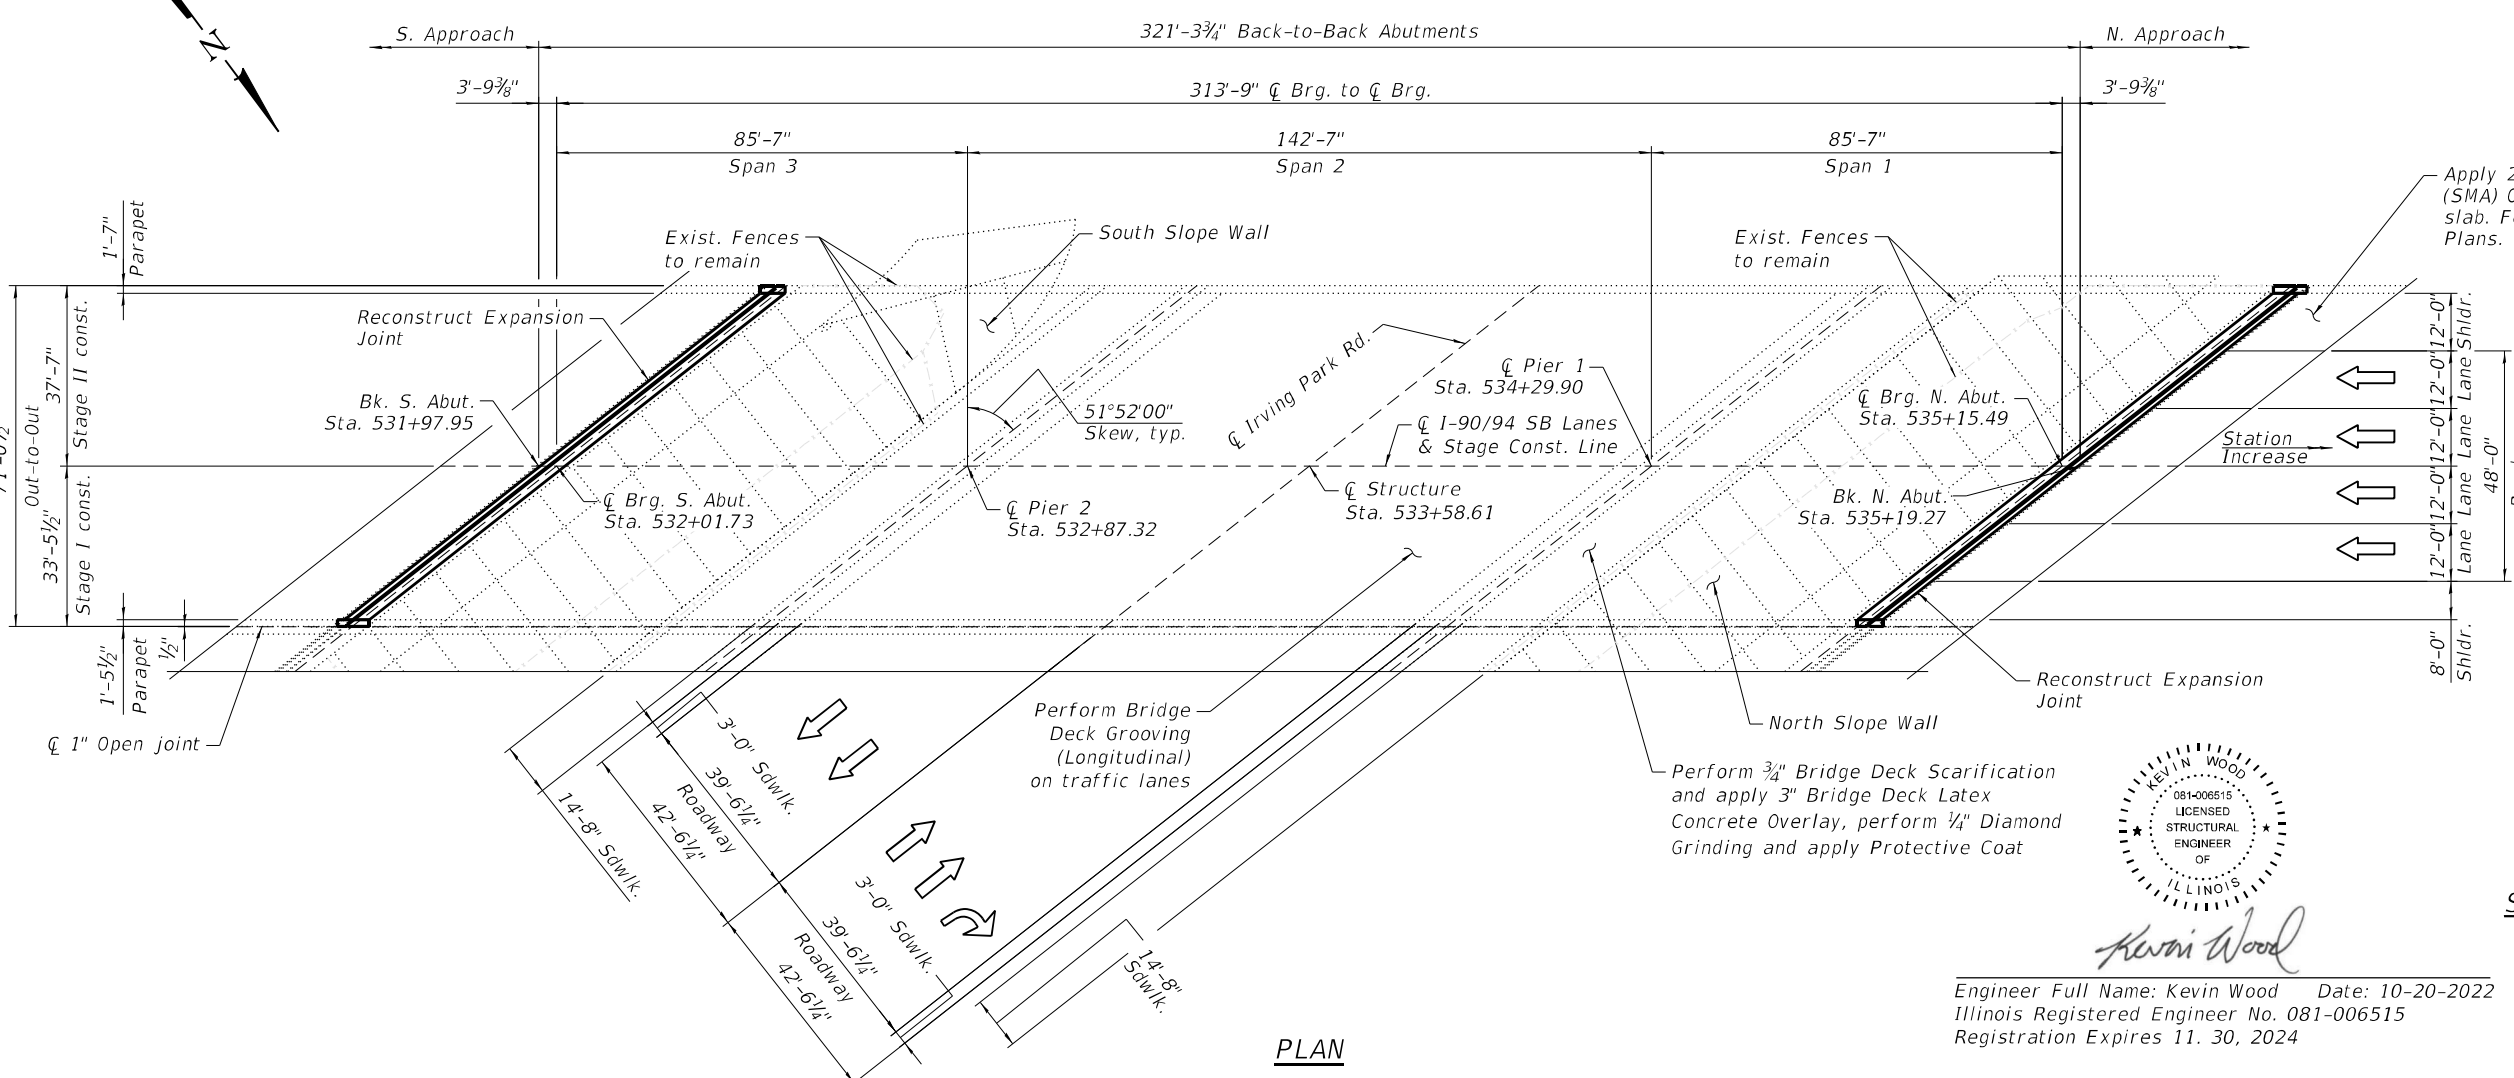 N
S. Approach
321'-3¾" Back-to-Back Abutments
N. Approach
3'-9⅜"
313'-9" ℄ Brg. to ℄ Brg.
3'-9⅜"
85'-7"
Span 3
142'-7"
Span 2
85'-7"
Span 1
1'-7"
Parapet
Exist. Fences
to remain
South Slope Wall
Exist. Fences
to remain
Apply 2
(SMA)
slab.
Plans.
Reconstruct Expansion
Joint
Out-to-Out
37'-7"
Stage II const.
33'-5½"
Stage I const.
Bk. S. Abut.
Sta. 531+97.95
51°52'00"
Skew, typ.
℄ Irving Park Rd.
℄ Pier 1
Sta. 534+29.90
℄ I-90/94 SB Lanes
& Stage Const. Line
℄ Brg. N. Abut.
Sta. 535+15.49
Station
Increase
12'-0"
Shldr.
12'-0"
Lane
12'-0"
Lane
12'-0"
Lane
12'-0"
Lane
48'-0"
8'-0"
Shldr.
℄ Brg. S. Abut.
Sta. 532+01.73
℄ Pier 2
Sta. 532+87.32
℄ Structure
Sta. 533+58.61
Bk. N. Abut.
Sta. 535+19.27
1'-5½"
Parapet
½"
℄ 1" Open joint
Reconstruct Expansion
Joint
North Slope Wall
Perform Bridge
Deck Grooving
(Longitudinal)
on traffic lanes
Perform ¾" Bridge Deck Scarification
and apply 3" Bridge Deck Latex
Concrete Overlay, perform ¼" Diamond
Grinding and apply Protective Coat
14'-8" Sdwlk.
3'-0" Sdwlk.
39'-6¼"
Roadway
42'-6¼"
3'-0" Sdwlk.
39'-6¼"
Roadway
42'-6¼"
14'-8"
Sdwlk.
KEVIN WOOD
081-006515
LICENSED
STRUCTURAL
ENGINEER
OF
ILLINOIS
Kevin Wood
Engineer Full Name: Kevin Wood Date: 10-20-2022
Illinois Registered Engineer No. 081-006515
Registration Expires 11. 30, 2024
PLAN